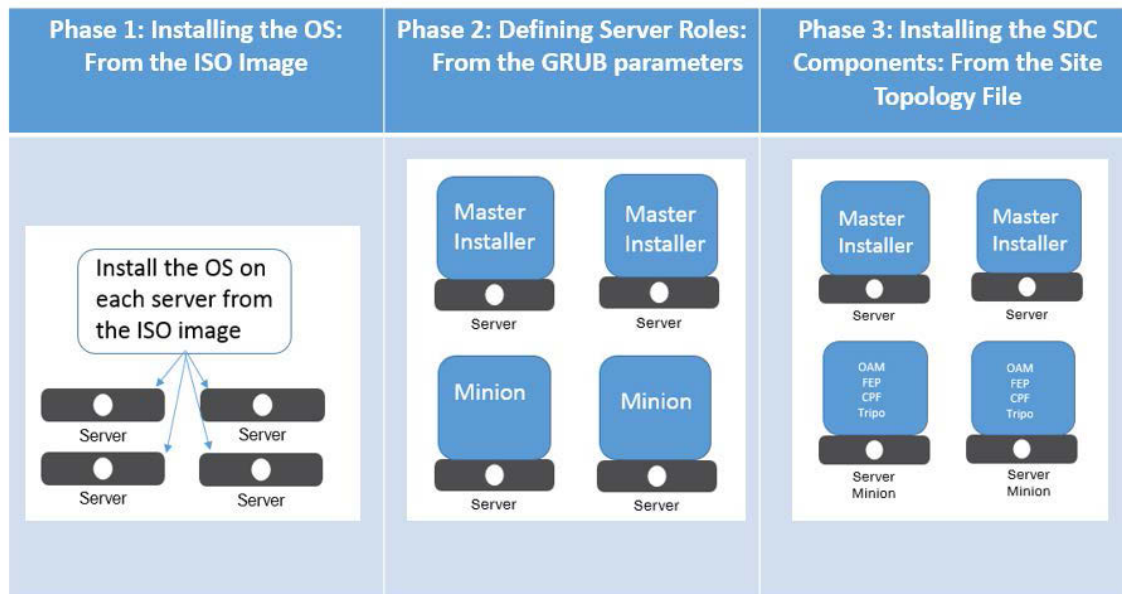 Phase 1: Installing the OS:
From the ISO Image
Phase 2: Defining Server Roles:
From the GRUB parameters
Phase 3: Installing the SDC
Components: From the Site
Topology File
Install the OS on
each server from
the ISO image
Server
Server
Server
Server
Master
Installer
Server
Master
Installer
Server
Minion
Server
Minion
Server
Master
Installer
Server
Master
Installer
Server
OAM
FEP
CPF
Tripo
Server
Minion
OAM
FEP
CPF
Tripo
Server
Minion